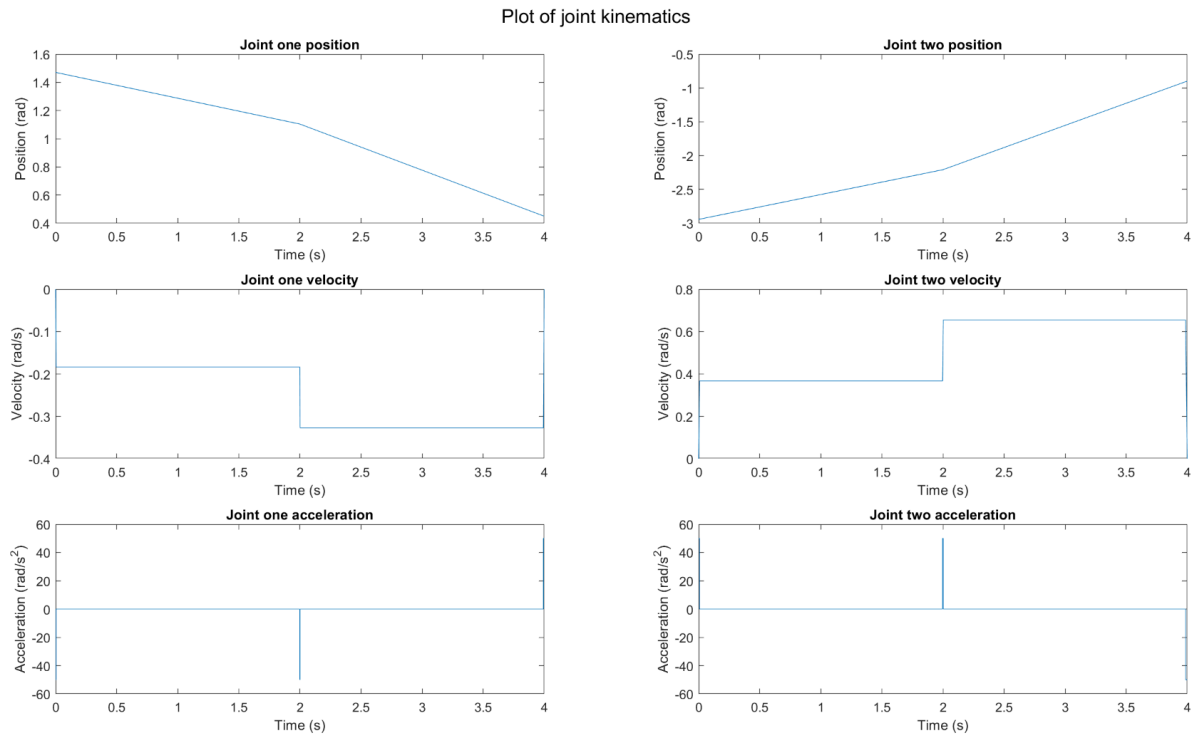 Plot of joint kinematics
Joint one position
1.6
1.4
1.2
1
0.8
0.6
0.4
Position (rad)
0 0.5 1 1.5 2 2.5 3 3.5 4
Time (s)
Joint two position
-0.5
-1
-1.5
-2
-2.5
-3
Position (rad)
0 0.5 1 1.5 2 2.5 3 3.5 4
Time (s)
Joint one velocity
0
-0.1
-0.2
-0.3
-0.4
Velocity (rad/s)
0 0.5 1 1.5 2 2.5 3 3.5 4
Time (s)
Joint two velocity
0.8
0.6
0.4
0.2
0
Velocity (rad/s)
0 0.5 1 1.5 2 2.5 3 3.5 4
Time (s)
Joint one acceleration
60
40
20
0
-20
-40
-60
Acceleration (rad/s²)
0 0.5 1 1.5 2 2.5 3 3.5 4
Time (s)
Joint two acceleration
60
40
20
0
-20
-40
-60
Acceleration (rad/s²)
0 0.5 1 1.5 2 2.5 3 3.5 4
Time (s)